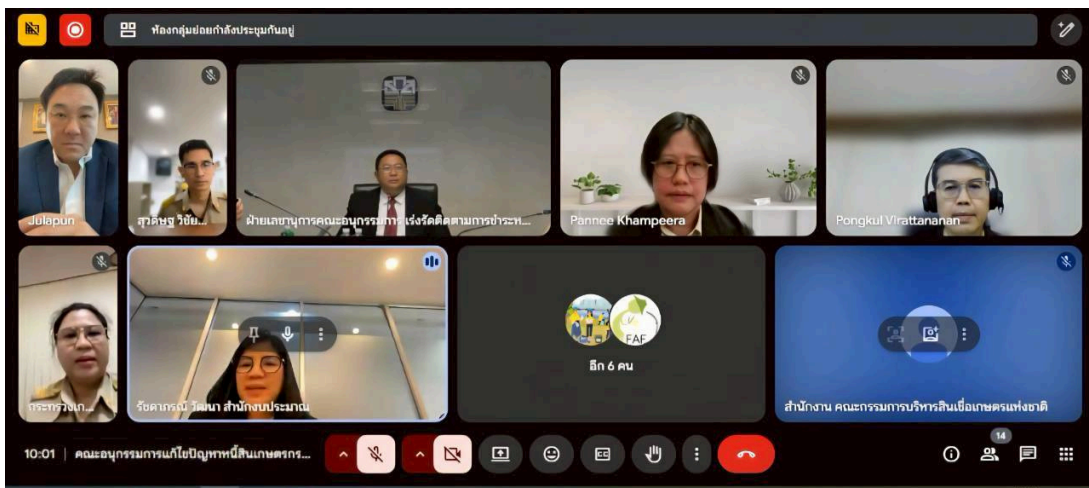 ห้องกลุ่มย่อยกำลังประชุมกันอยู่
Julapun
สุวดิษฐ วิชัย...
ฝ่ายเลขานุการคณะอนุกรรมการ เร่งรัดติดตามการชำระห...
Pannee Khampeera
Pongkul Virattananan
กระทรวงเก...
รัชดาภรณ์ วัฒนา สำนักงบประมาณ
FAF
อีก 6 คน
สำนักงาน คณะกรรมการบริหารสินเชื่อเกษตรแห่งชาติ
10:01 | คณะอนุกรรมการแก้ไขปัญหาหนี้สินเกษตรกร...
CC
14